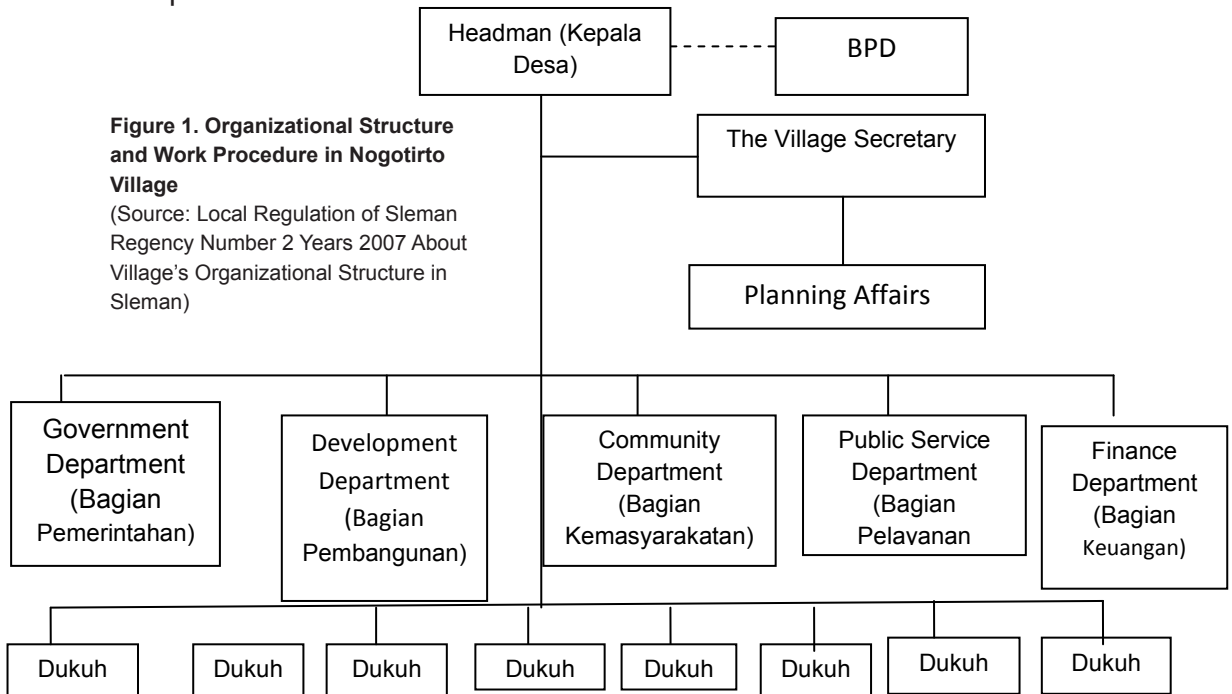 Headman (Kepala
Desa)
BPD
Figure 1. Organizational Structure
and Work Procedure in Nogotirto
Village
(Source: Local Regulation of Sleman
Regency Number 2 Years 2007 About
Village's Organizational Structure in
Sleman)
The Village Secretary
Planning Affairs
Government
Department
(Bagian
Pemerintahan)
Development
Department
(Bagian
Pembangunan)
Community
Department
(Bagian
Kemasyarakatan)
Public Service
Department
(Bagian
Pelayanan
Finance
Department
(Bagian
Keuangan)
Dukuh
Dukuh
Dukuh
Dukuh
Dukuh
Dukuh
Dukuh
Dukuh